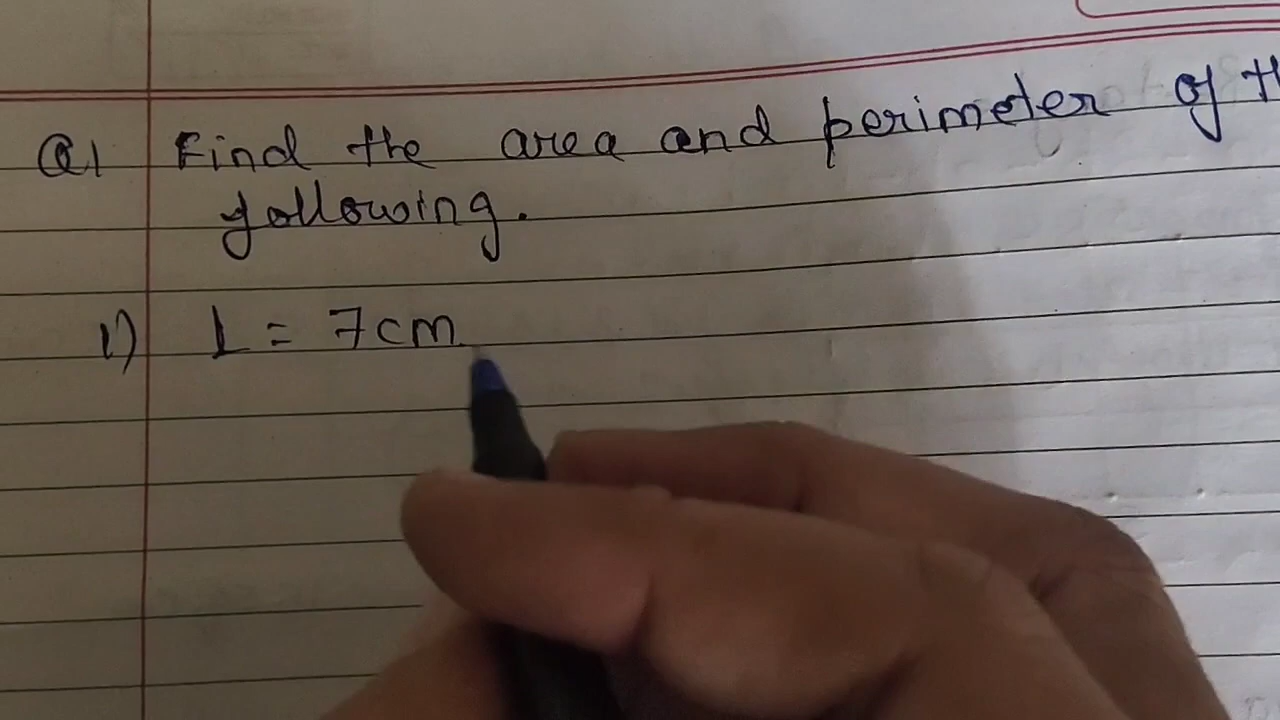 Q1 Find the area and perimeter of
following.
1) L = 7cm